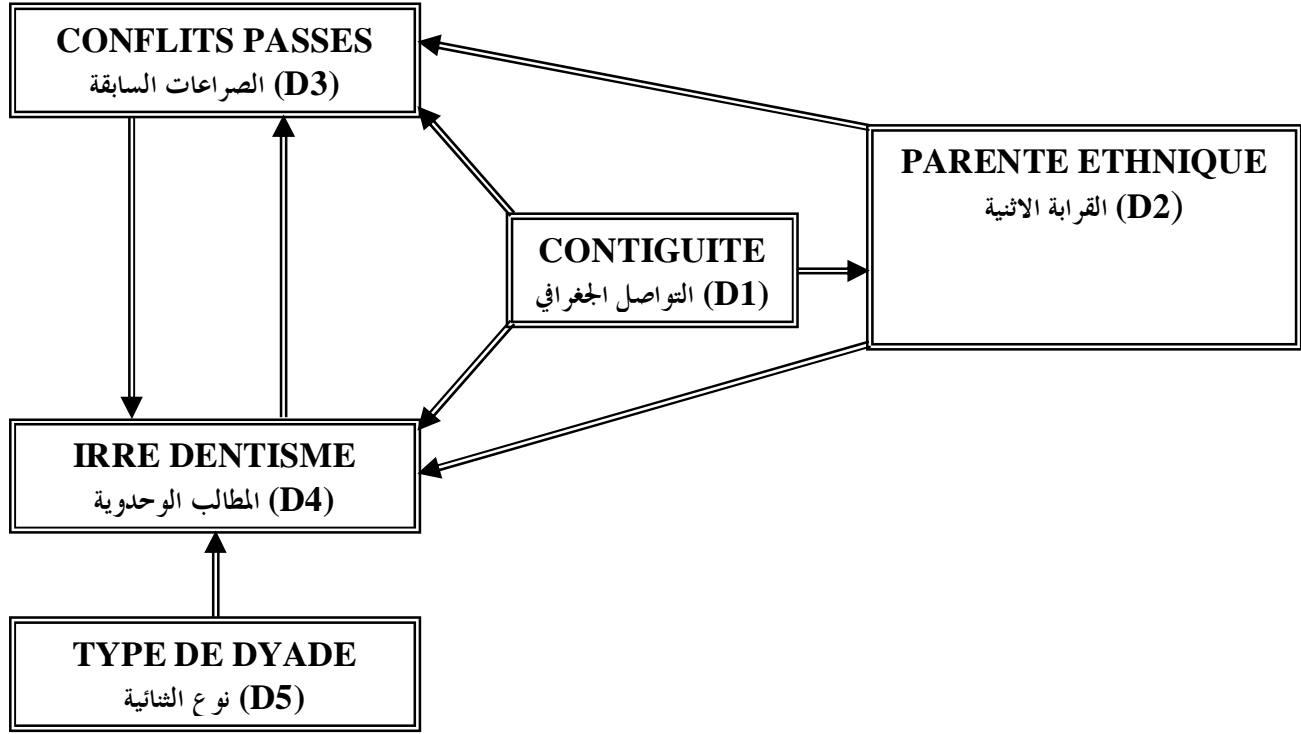 CONFLITS PASSES
الصراعات السابقة (D3)
PARENTE ETHNIQUE
القرابة الاثنية (D2)
CONTIGUITE
التواصل الجغرافي (D1)
IRRE DENTISME
المطالب الوحدوية (D4)
TYPE DE DYADE
نوع الثنائية (D5)